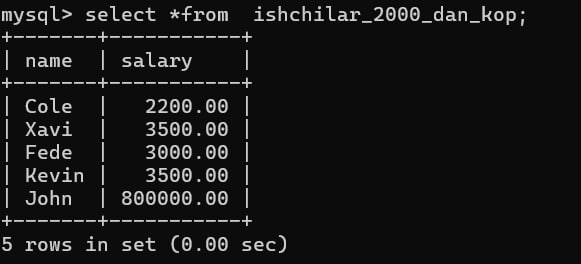 mysql> select *from  ishchilar_2000_dan_kop;
+-------+-----------+
| name  | salary    |
+-------+-----------+
| Cole  |   2200.00 |
| Xavi  |   3500.00 |
| Fede  |   3000.00 |
| Kevin |   3500.00 |
| John  | 800000.00 |
+-------+-----------+
5 rows in set (0.00 sec)